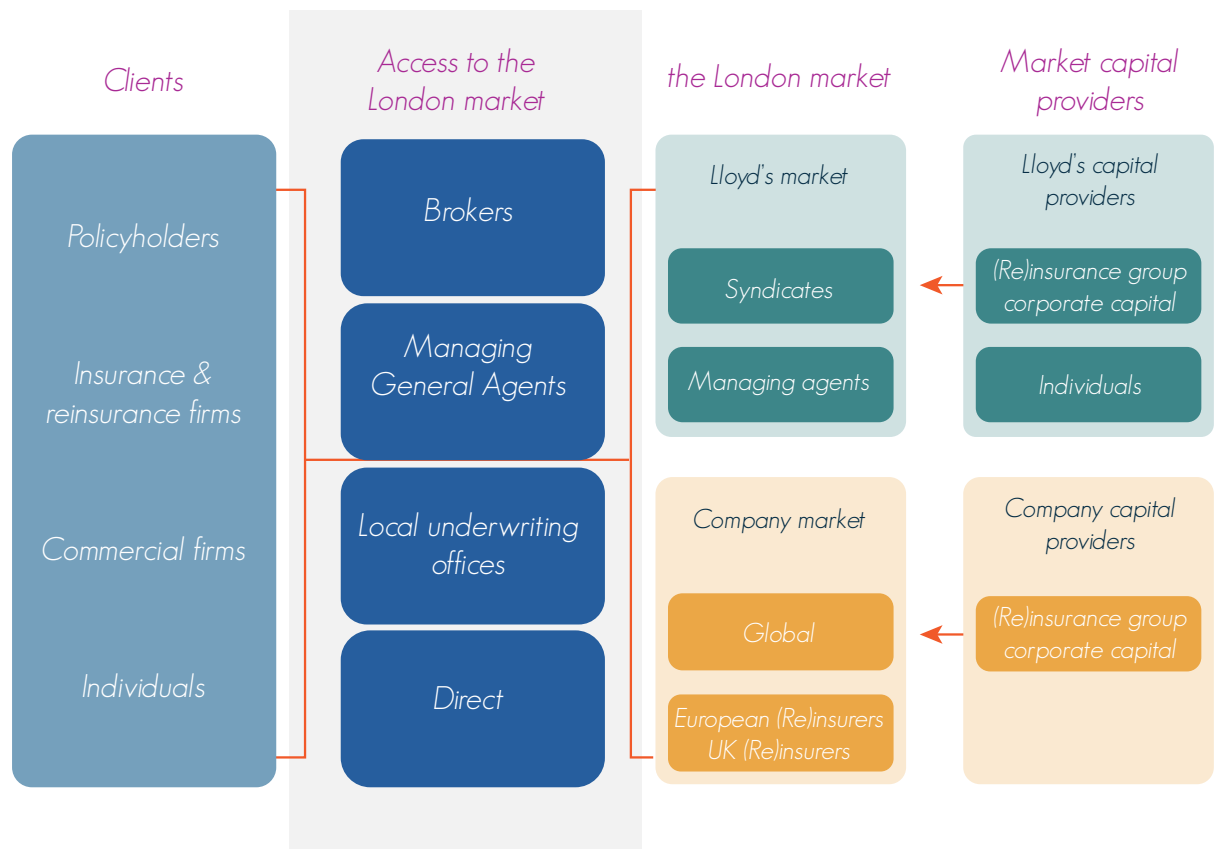 Clients
Policyholders
Insurance &
reinsurance firms
Commercial firms
Individuals
Access to the
London market
Brokers
Managing
General Agents
Local underwriting
offices
Direct
the London market
Lloyd's market
Syndicates
Managing agents
Company market
Global
European (Re)insurers
UK (Re)insurers
Market capital
providers
Lloyd's capital
providers
(Re)insurance group
corporate capital
Individuals
Company capital
providers
(Re)insurance group
corporate capital